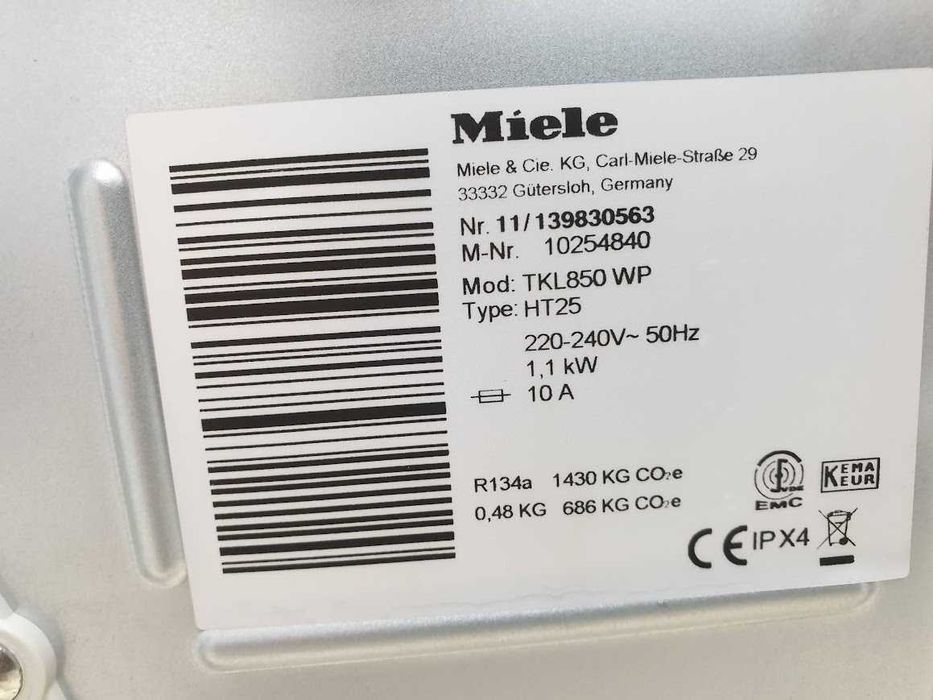 Miele
Miele & Cie. KG, Carl-Miele-Straße 29
33332 Gütersloh, Germany
Nr. 11/139830563
M-Nr. 10254840
Mod: TKL850 WP
Type: HT25
220-240V~ 50Hz
1,1 kW
10 A
R134a 1430 KG CO₂e
0,48 KG 686 KG CO₂e
VDE
EMC
KEMA
KEUR
CE IPX4